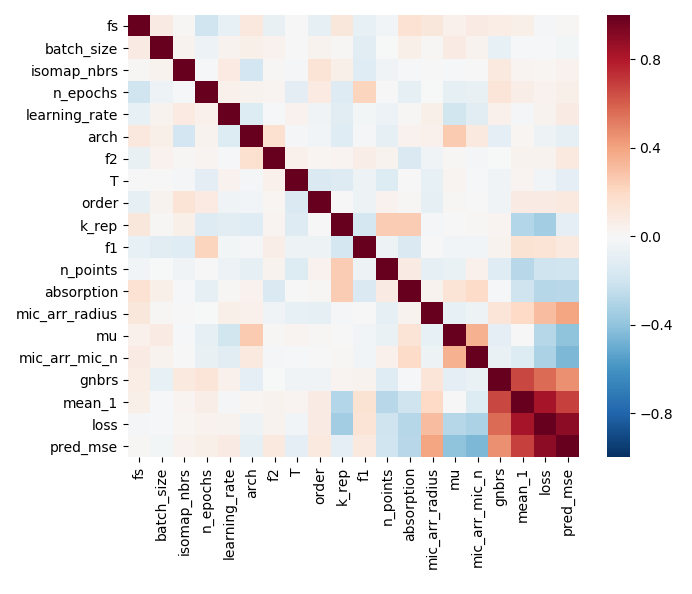 fs
batch_size
isomap_nbrs
n_epochs
learning_rate
arch
f2
T
order
k_rep
f1
n_points
absorption
mic_arr_radius
mu
mic_arr_mic_n
gnbrs
mean_1
loss
pred_mse
fs
batch_size
isomap_nbrs
n_epochs
learning_rate
arch
f2
T
order
k_rep
f1
n_points
absorption
mic_arr_radius
mu
mic_arr_mic_n
gnbrs
mean_1
loss
pred_mse
0.8
0.4
0.0
−0.4
−0.8